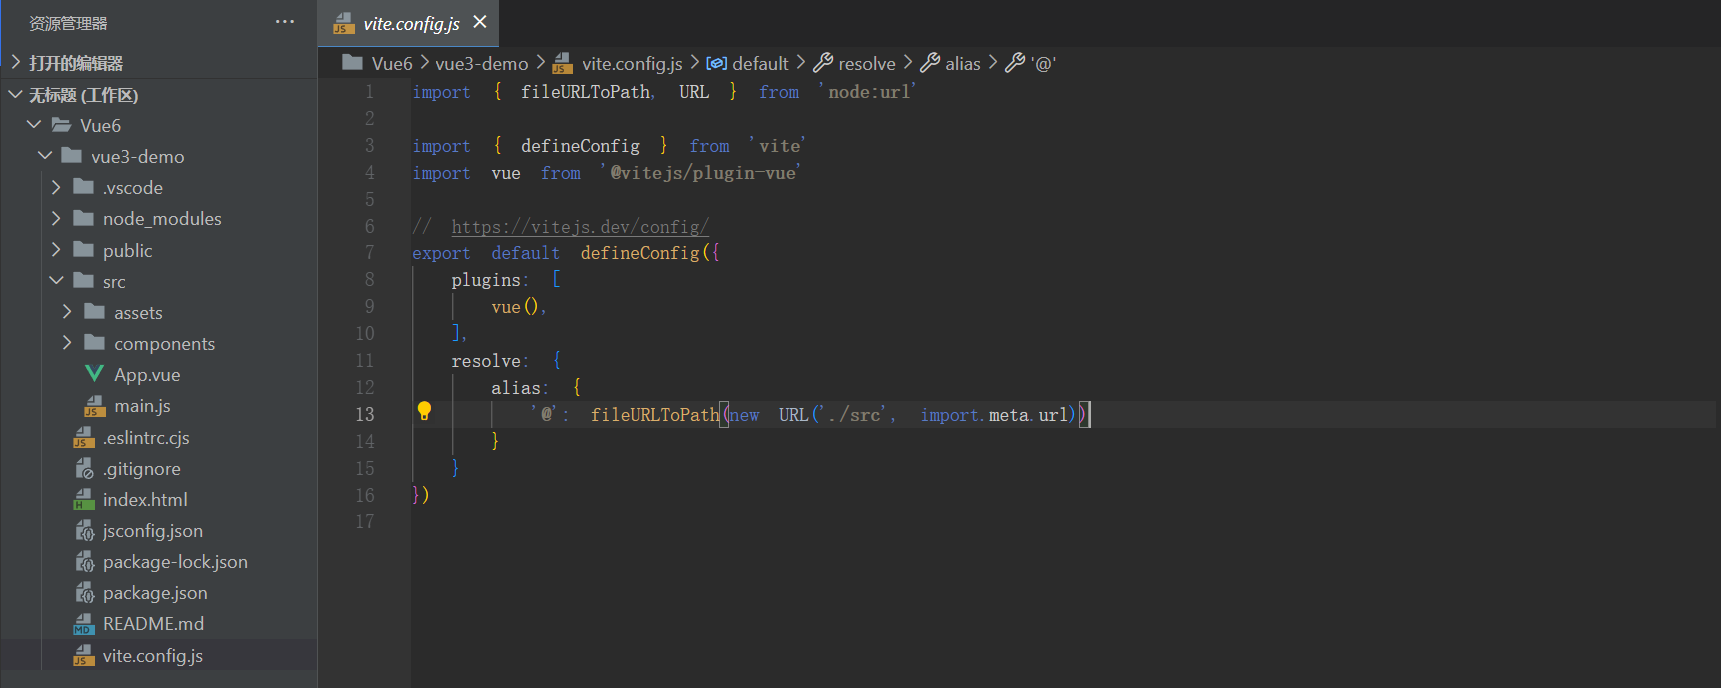 资源管理器 ···
打开的编辑器
无标题 (工作区)
Vue6
vue3-demo
.vscode
node_modules
public
src
assets
components
App.vue
main.js
.eslintrc.cjs
.gitignore
index.html
jsconfig.json
package-lock.json
package.json
README.md
vite.config.js
vite.config.js
Vue6 > vue3-demo > vite.config.js > default > resolve > alias > '@'
1 import { fileURLToPath, URL } from 'node:url'
2
3 import { defineConfig } from 'vite'
4 import vue from '@vitejs/plugin-vue'
5
6 // https://vitejs.dev/config/
7 export default defineConfig({
8 plugins: [
9 vue(),
10 ],
11 resolve: {
12 alias: {
13 '@': fileURLToPath(new URL('./src', import.meta.url))
14 }
15 }
16 })
17